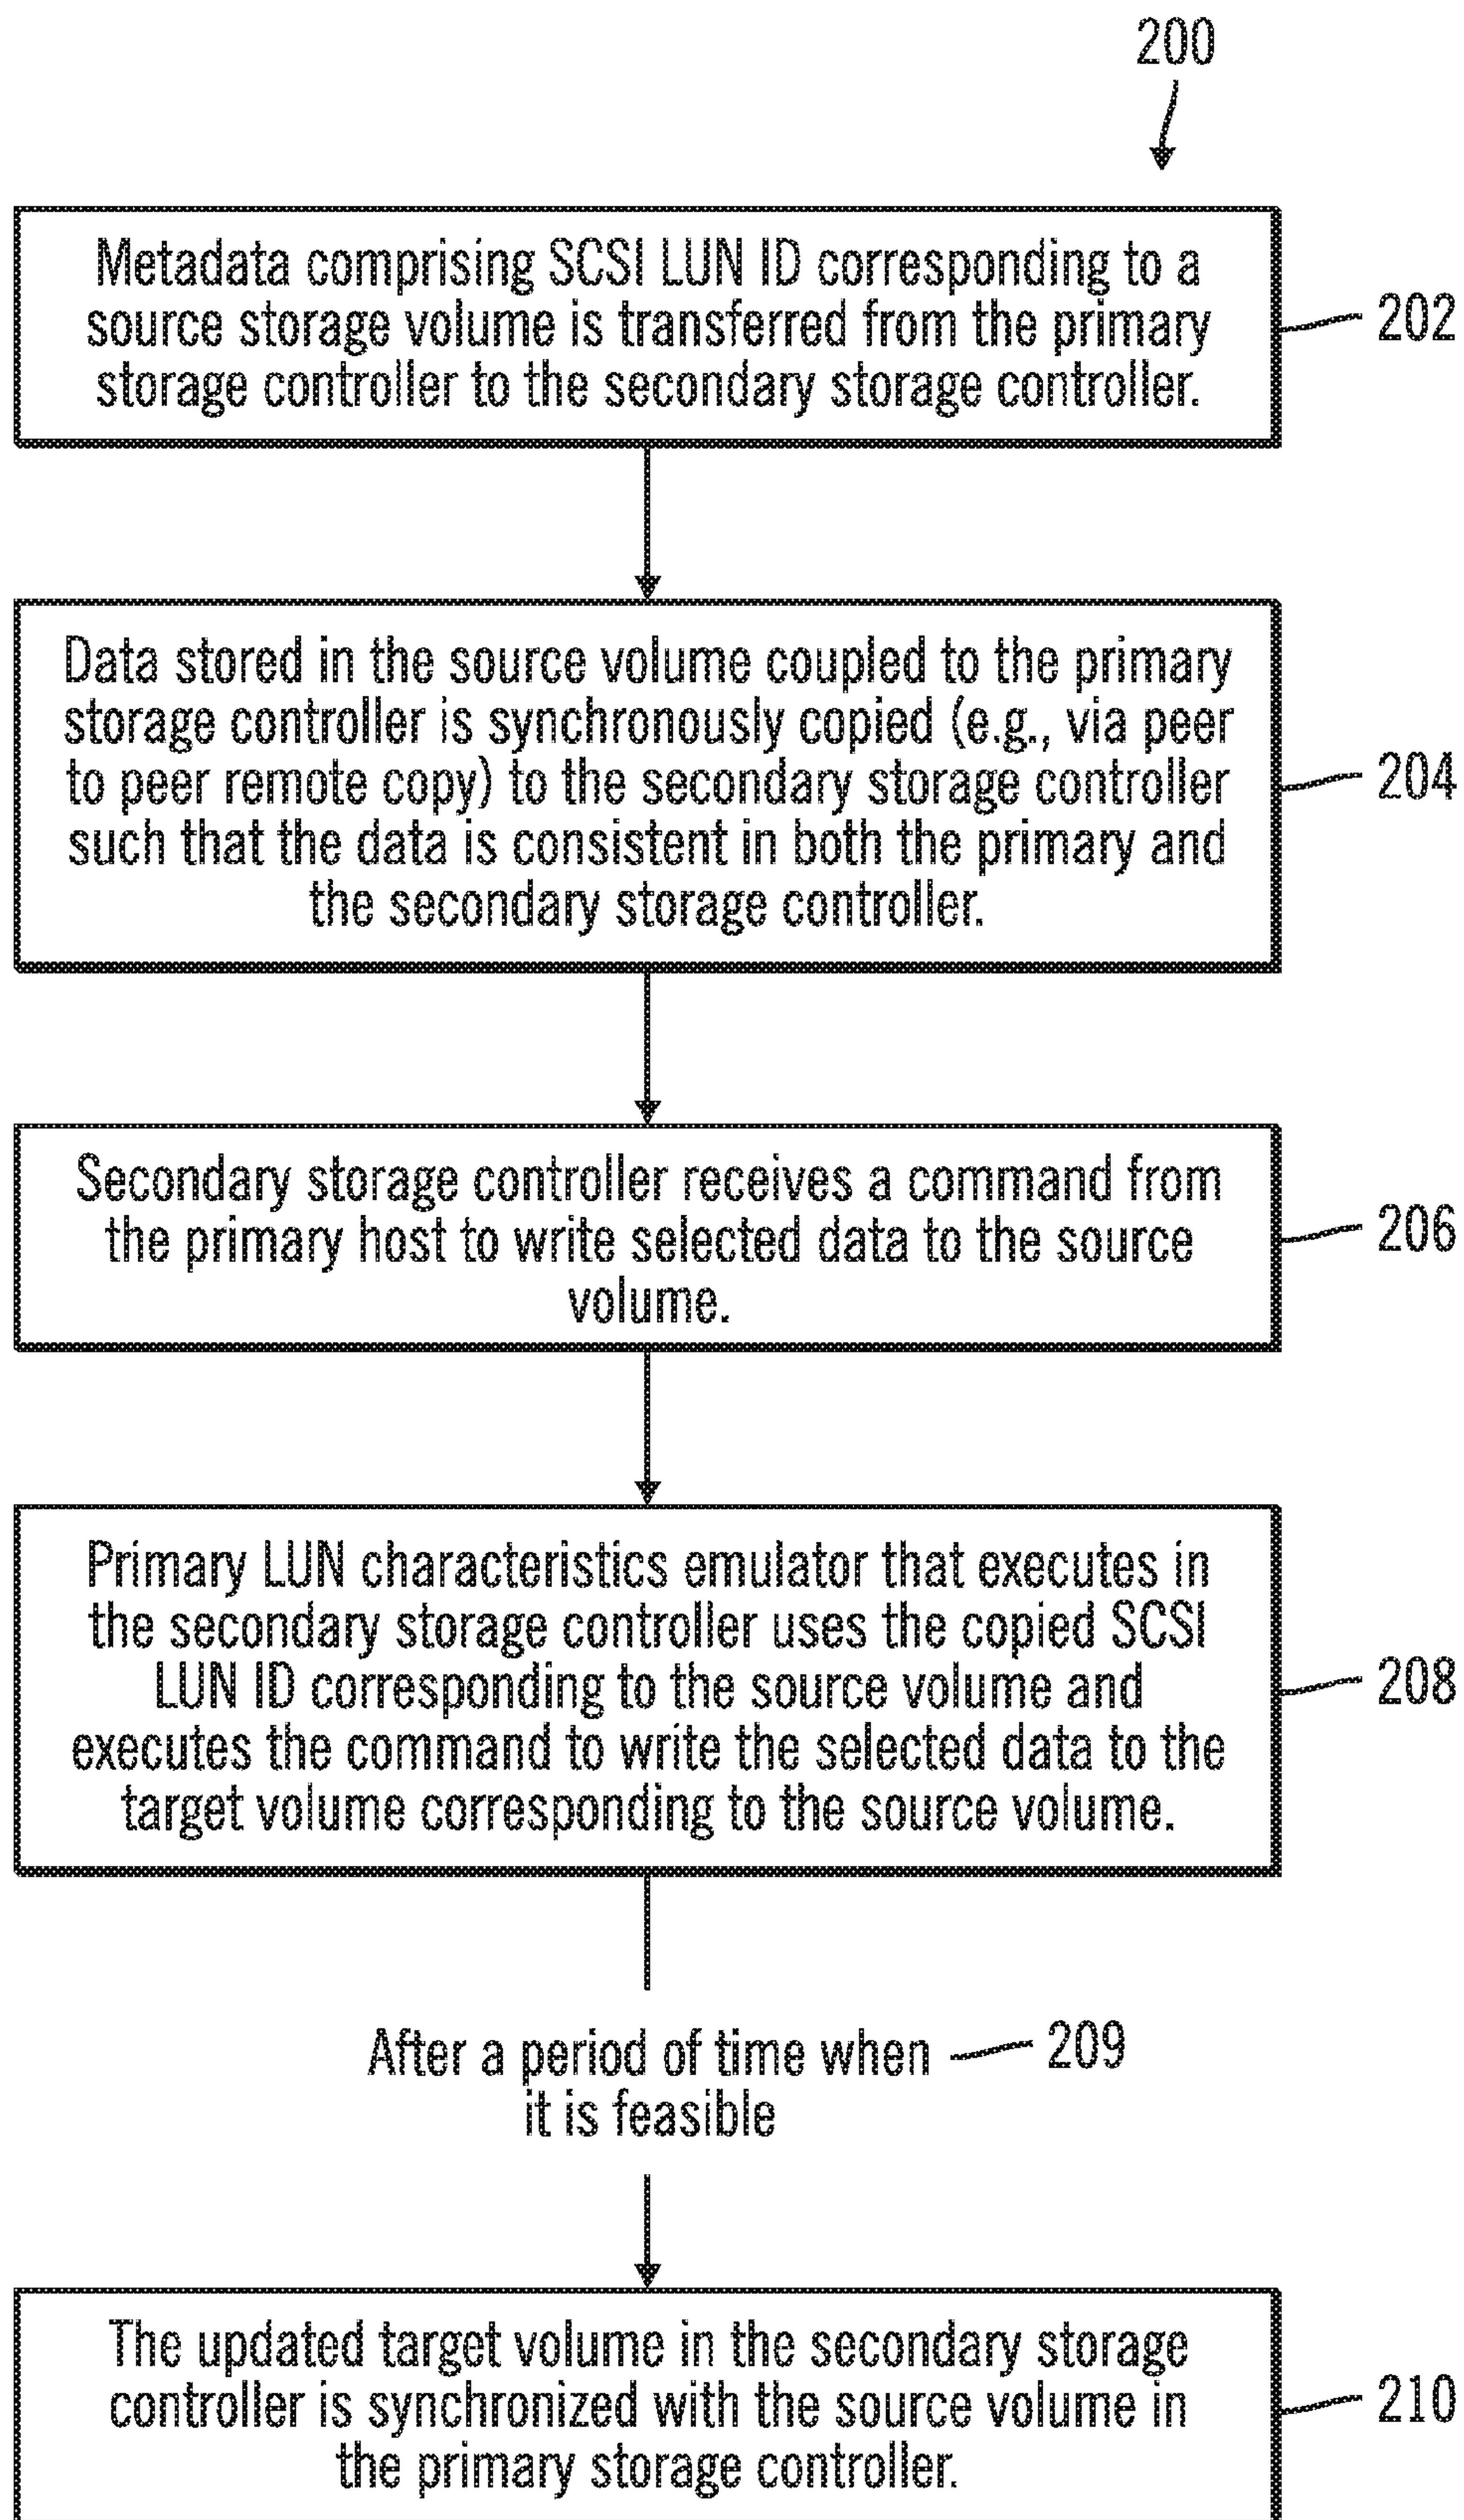 200
Metadata comprising SCSI LUN ID corresponding to a
source storage volume is transferred from the primary
storage controller to the secondary storage controller.
202
Data stored in the source volume coupled to the primary
storage controller is synchronously copied (e.g., via peer
to peer remote copy) to the secondary storage controller
such that the data is consistent in both the primary and
the secondary storage controller.
204
Secondary storage controller receives a command from
the primary host to write selected data to the source
volume.
206
Primary LUN characteristics emulator that executes in
the secondary storage controller uses the copied SCSI
LUN ID corresponding to the source volume and
executes the command to write the selected data to the
target volume corresponding to the source volume.
208
After a period of time when
it is feasible
209
The updated target volume in the secondary storage
controller is synchronized with the source volume in
the primary storage controller.
210